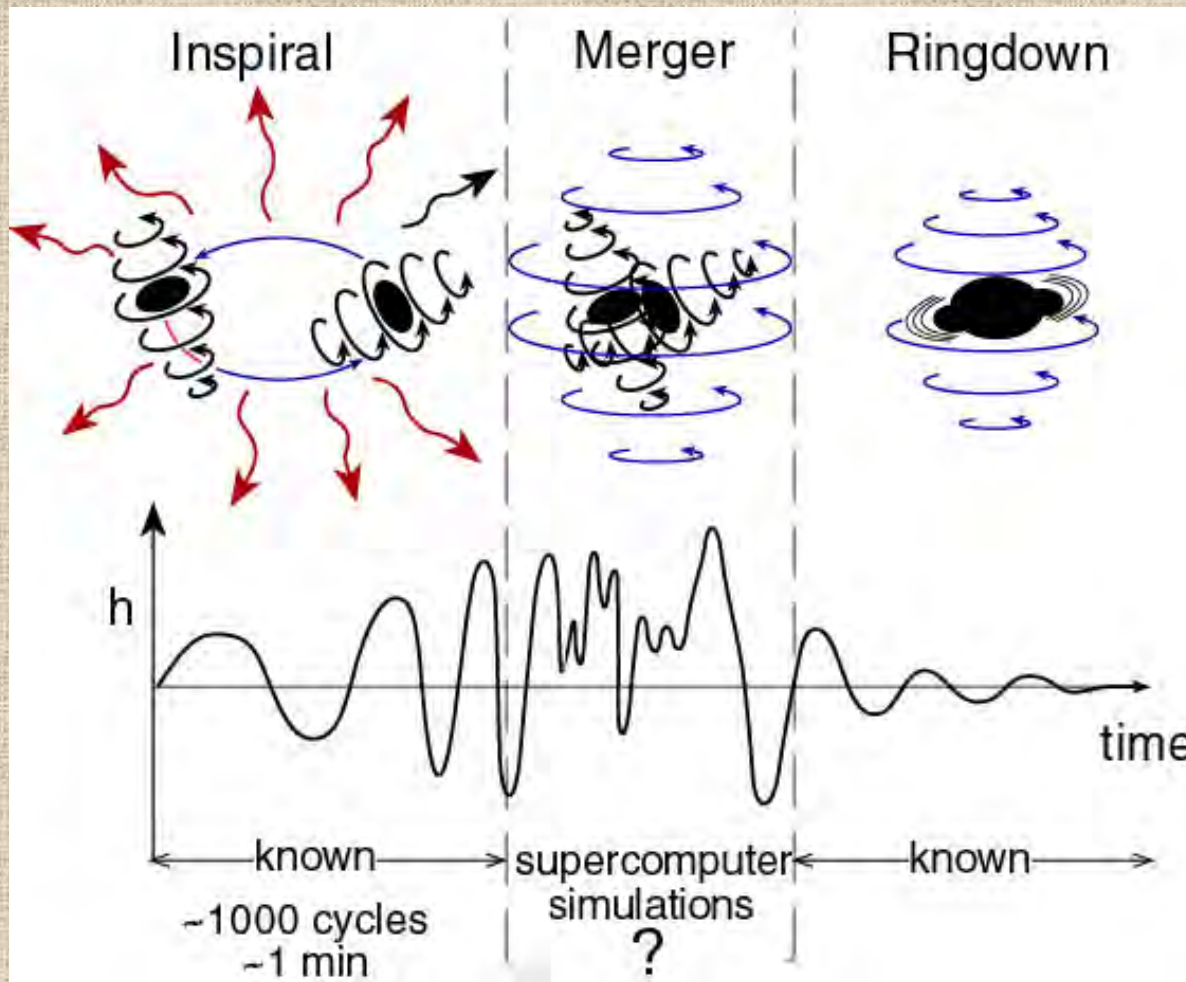 Inspiral
Merger
Ringdown
h
time
known
supercomputer
simulations
?
known
~1000 cycles
~1 min